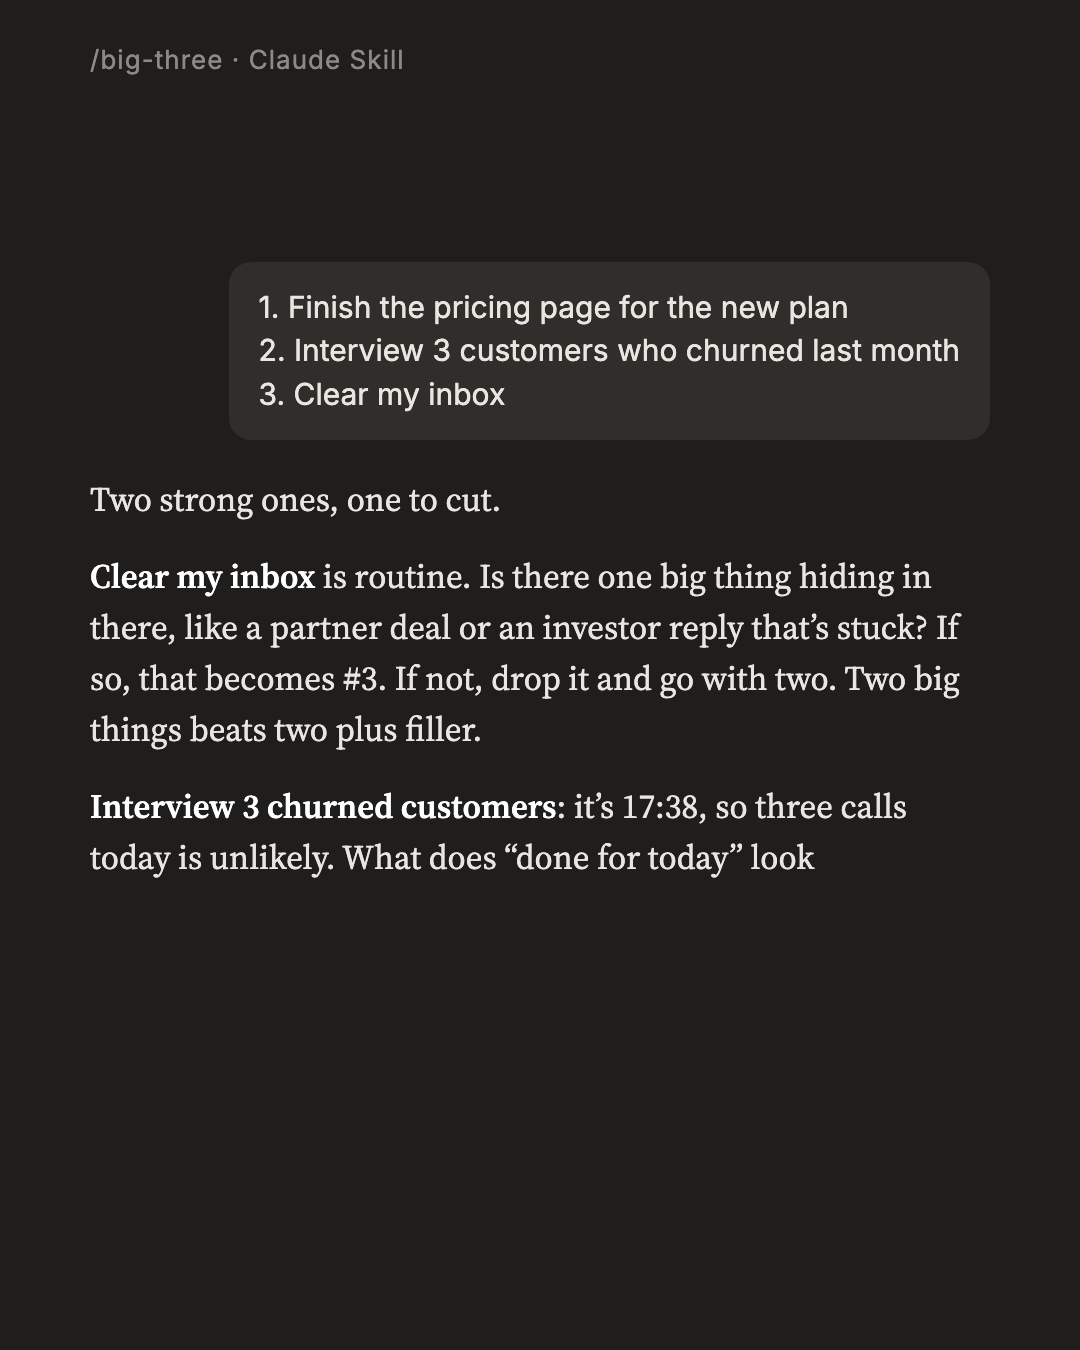 /big-three · Claude Skill
1. Finish the pricing page for the new plan
2. Interview 3 customers who churned last month
3. Clear my inbox
Two strong ones, one to cut.
Clear my inbox is routine. Is there one big thing hiding in
there, like a partner deal or an investor reply that’s stuck? If
so, that becomes #3. If not, drop it and go with two. Two big
things beats two plus filler.
Interview 3 churned customers: it’s 17:38, so three calls
today is unlikely. What does “done for today” look